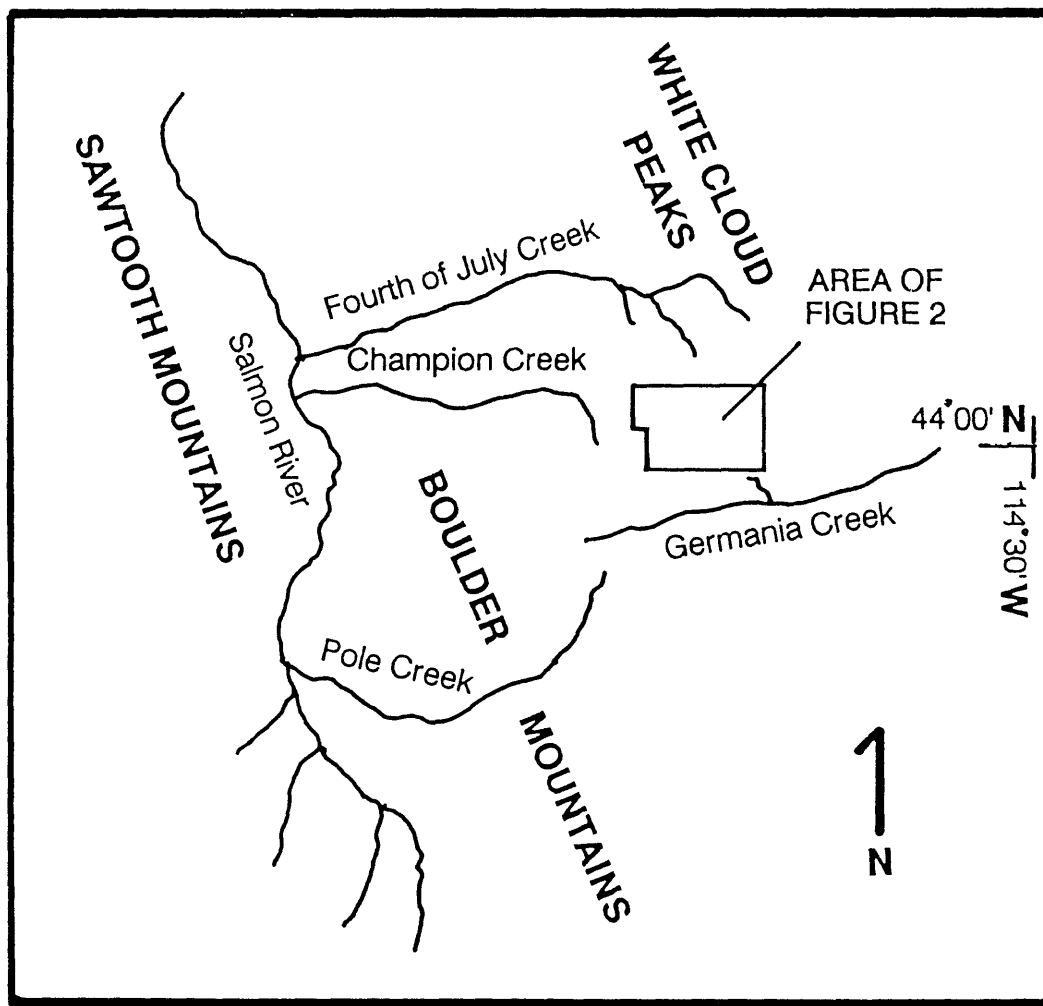 WHITE CLOUD
PEAKS
SAWTOOTH MOUNTAINS
Fourth of July Creek
AREA OF
FIGURE 2
Salmon River
Champion Creek
44°00' N
114°30' W
BOULDER
MOUNTAINS
Germania Creek
Pole Creek
N